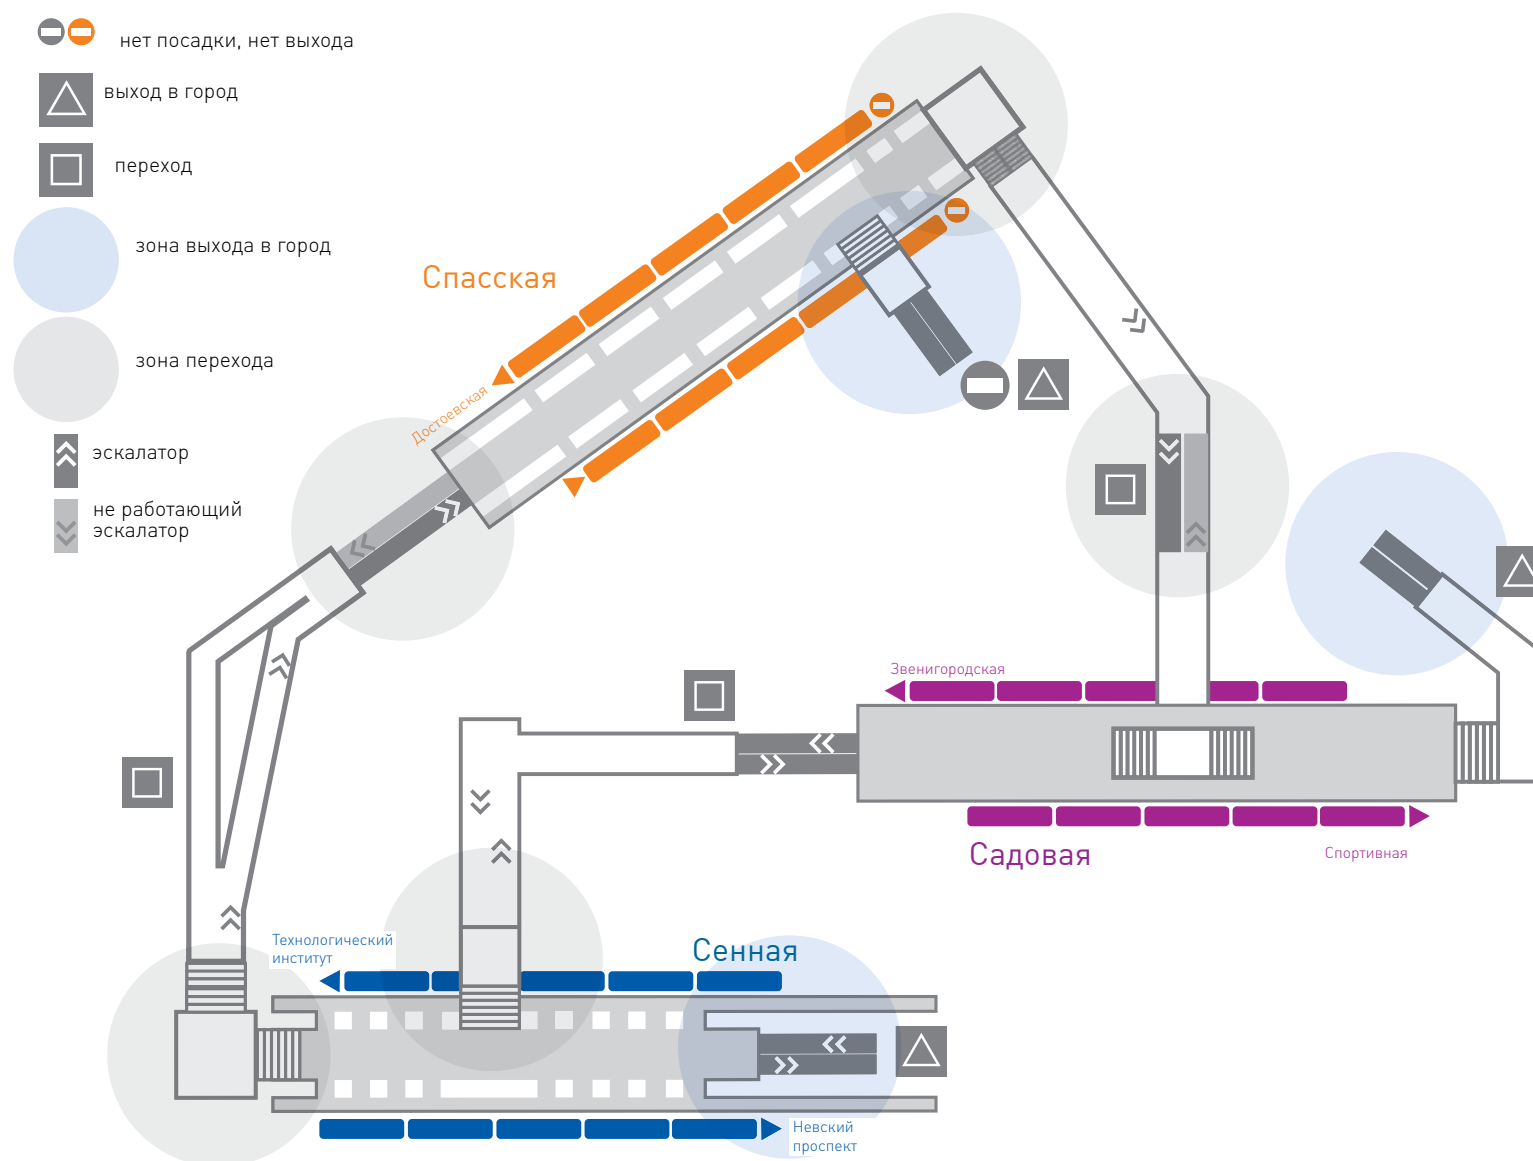 нет посадки, нет выхода
выход в город
переход
зона выхода в город
зона перехода
эскалатор
не работающий
эскалатор
Спасская
Достоевская
Звенигородская
Садовая
Спортивная
Технологический
институт
Сенная
Невский
проспект